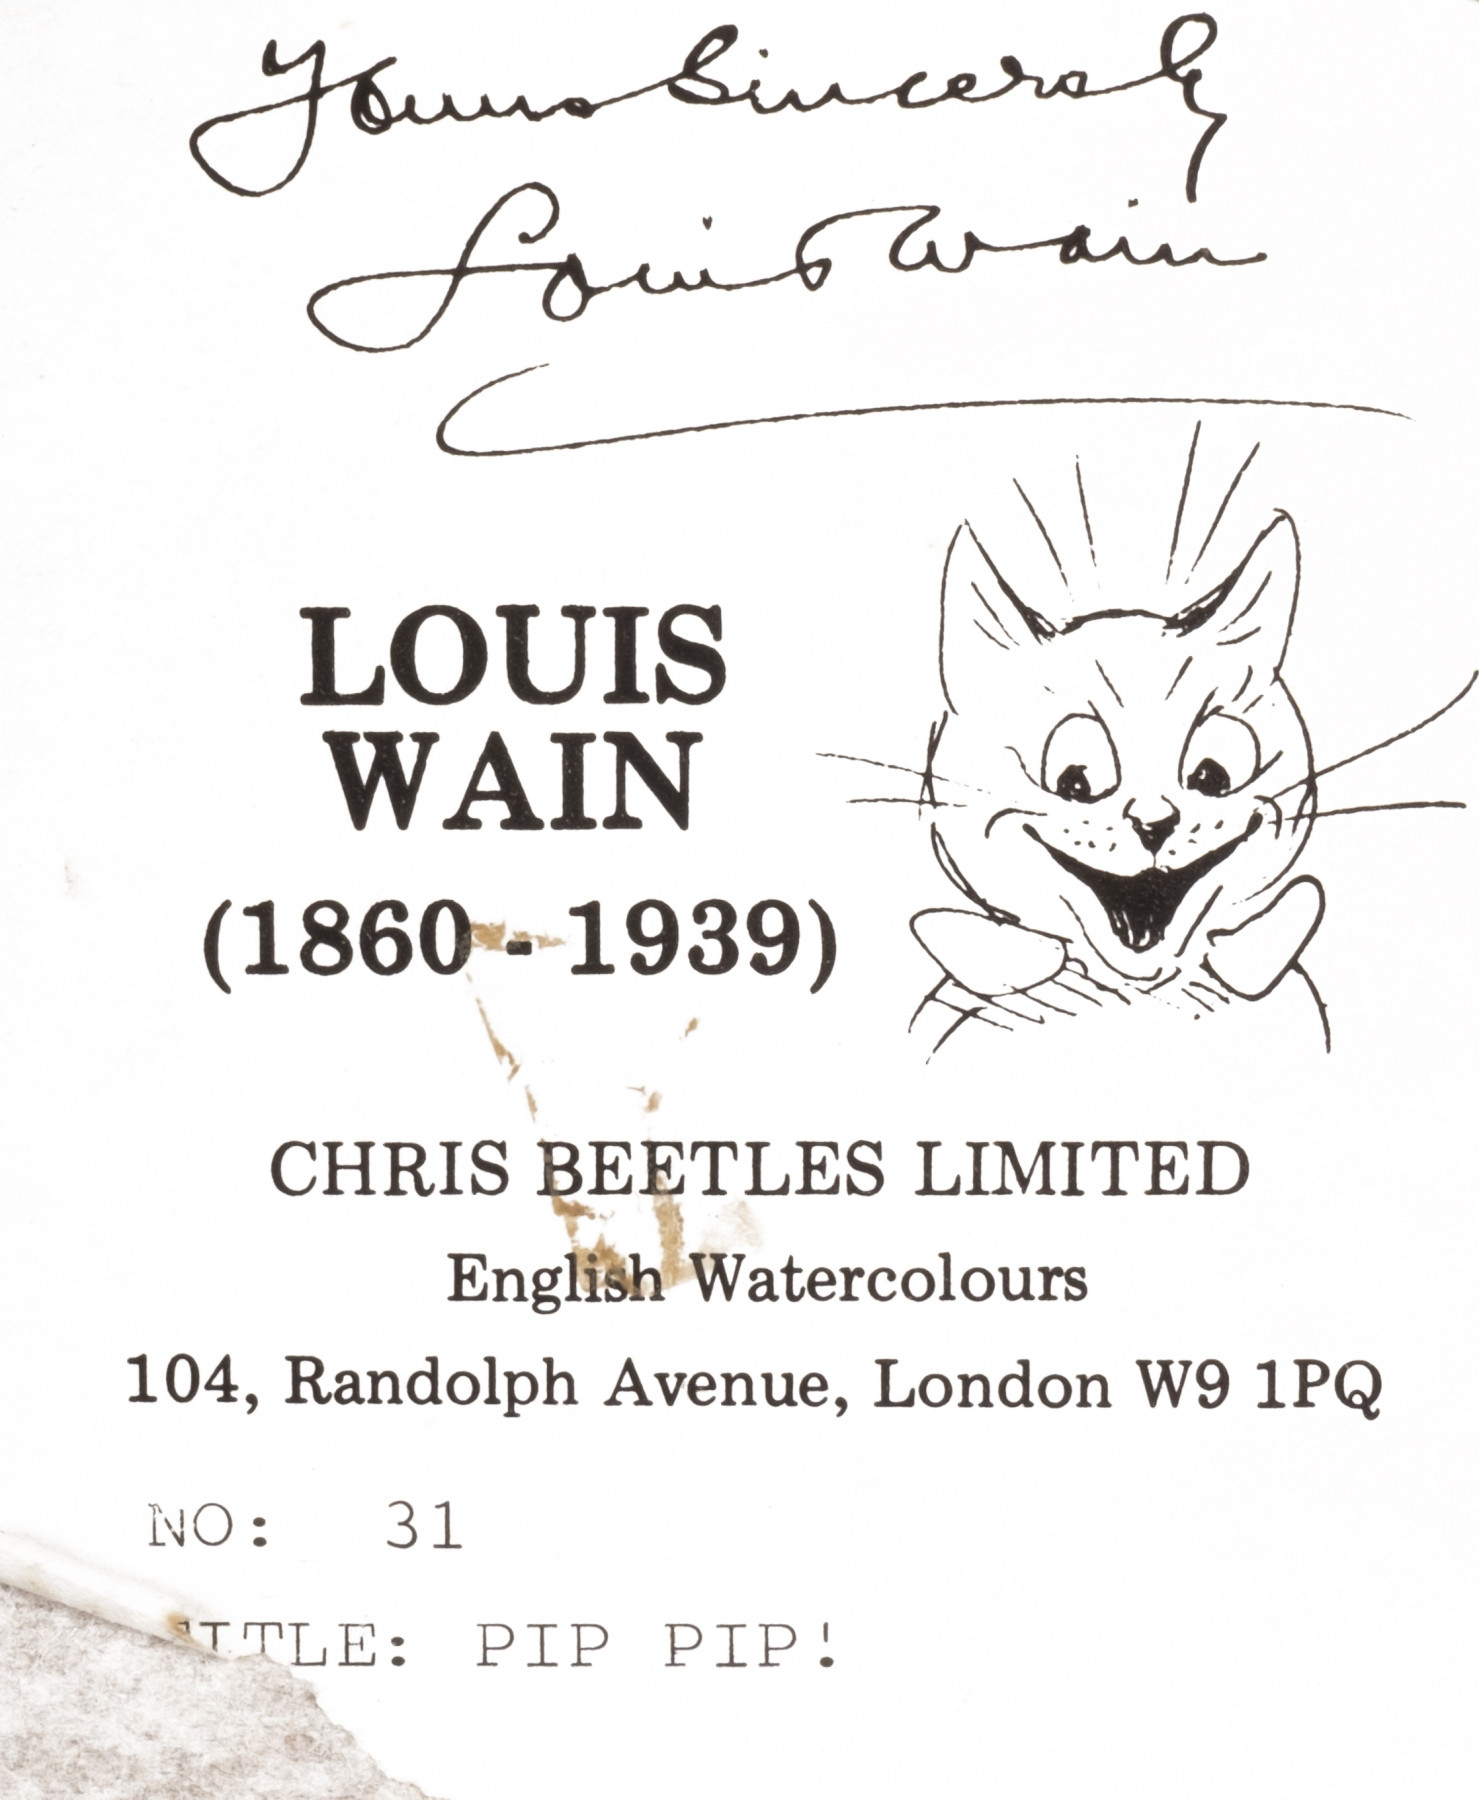 Yours Sincerely
Louis Wain
LOUIS
WAIN
(1860 - 1939)
CHRIS BEETLES LIMITED
English Watercolours
104, Randolph Avenue, London W9 1PQ
NO: 31
TITLE: PIP PIP!